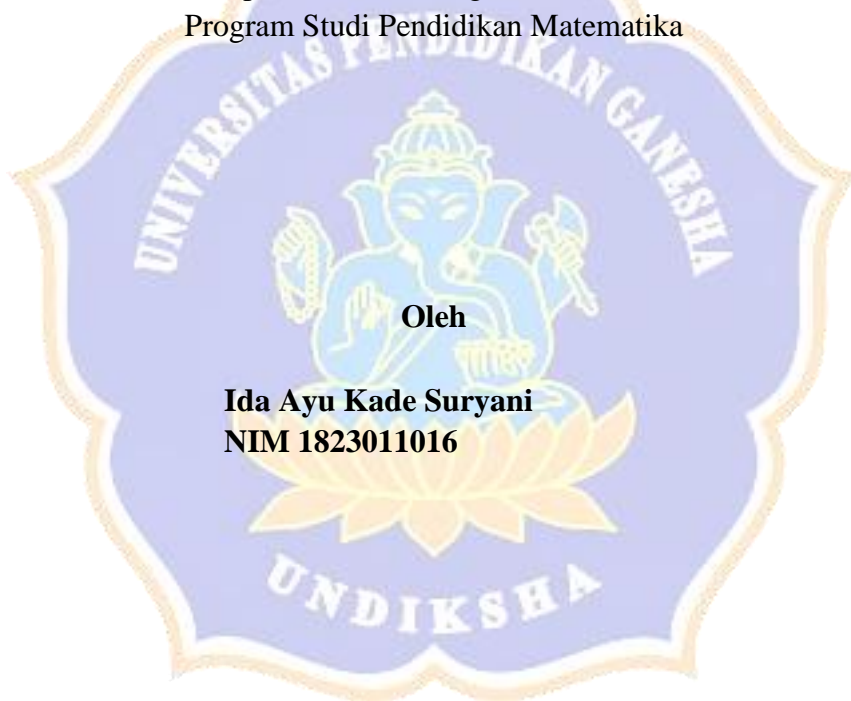 Program Studi Pendidikan Matematika
UNIVERSITAS PENDIDIKAN GANESHA
Oleh
Ida Ayu Kade Suryani
NIM 1823011016
UNDIKSHA